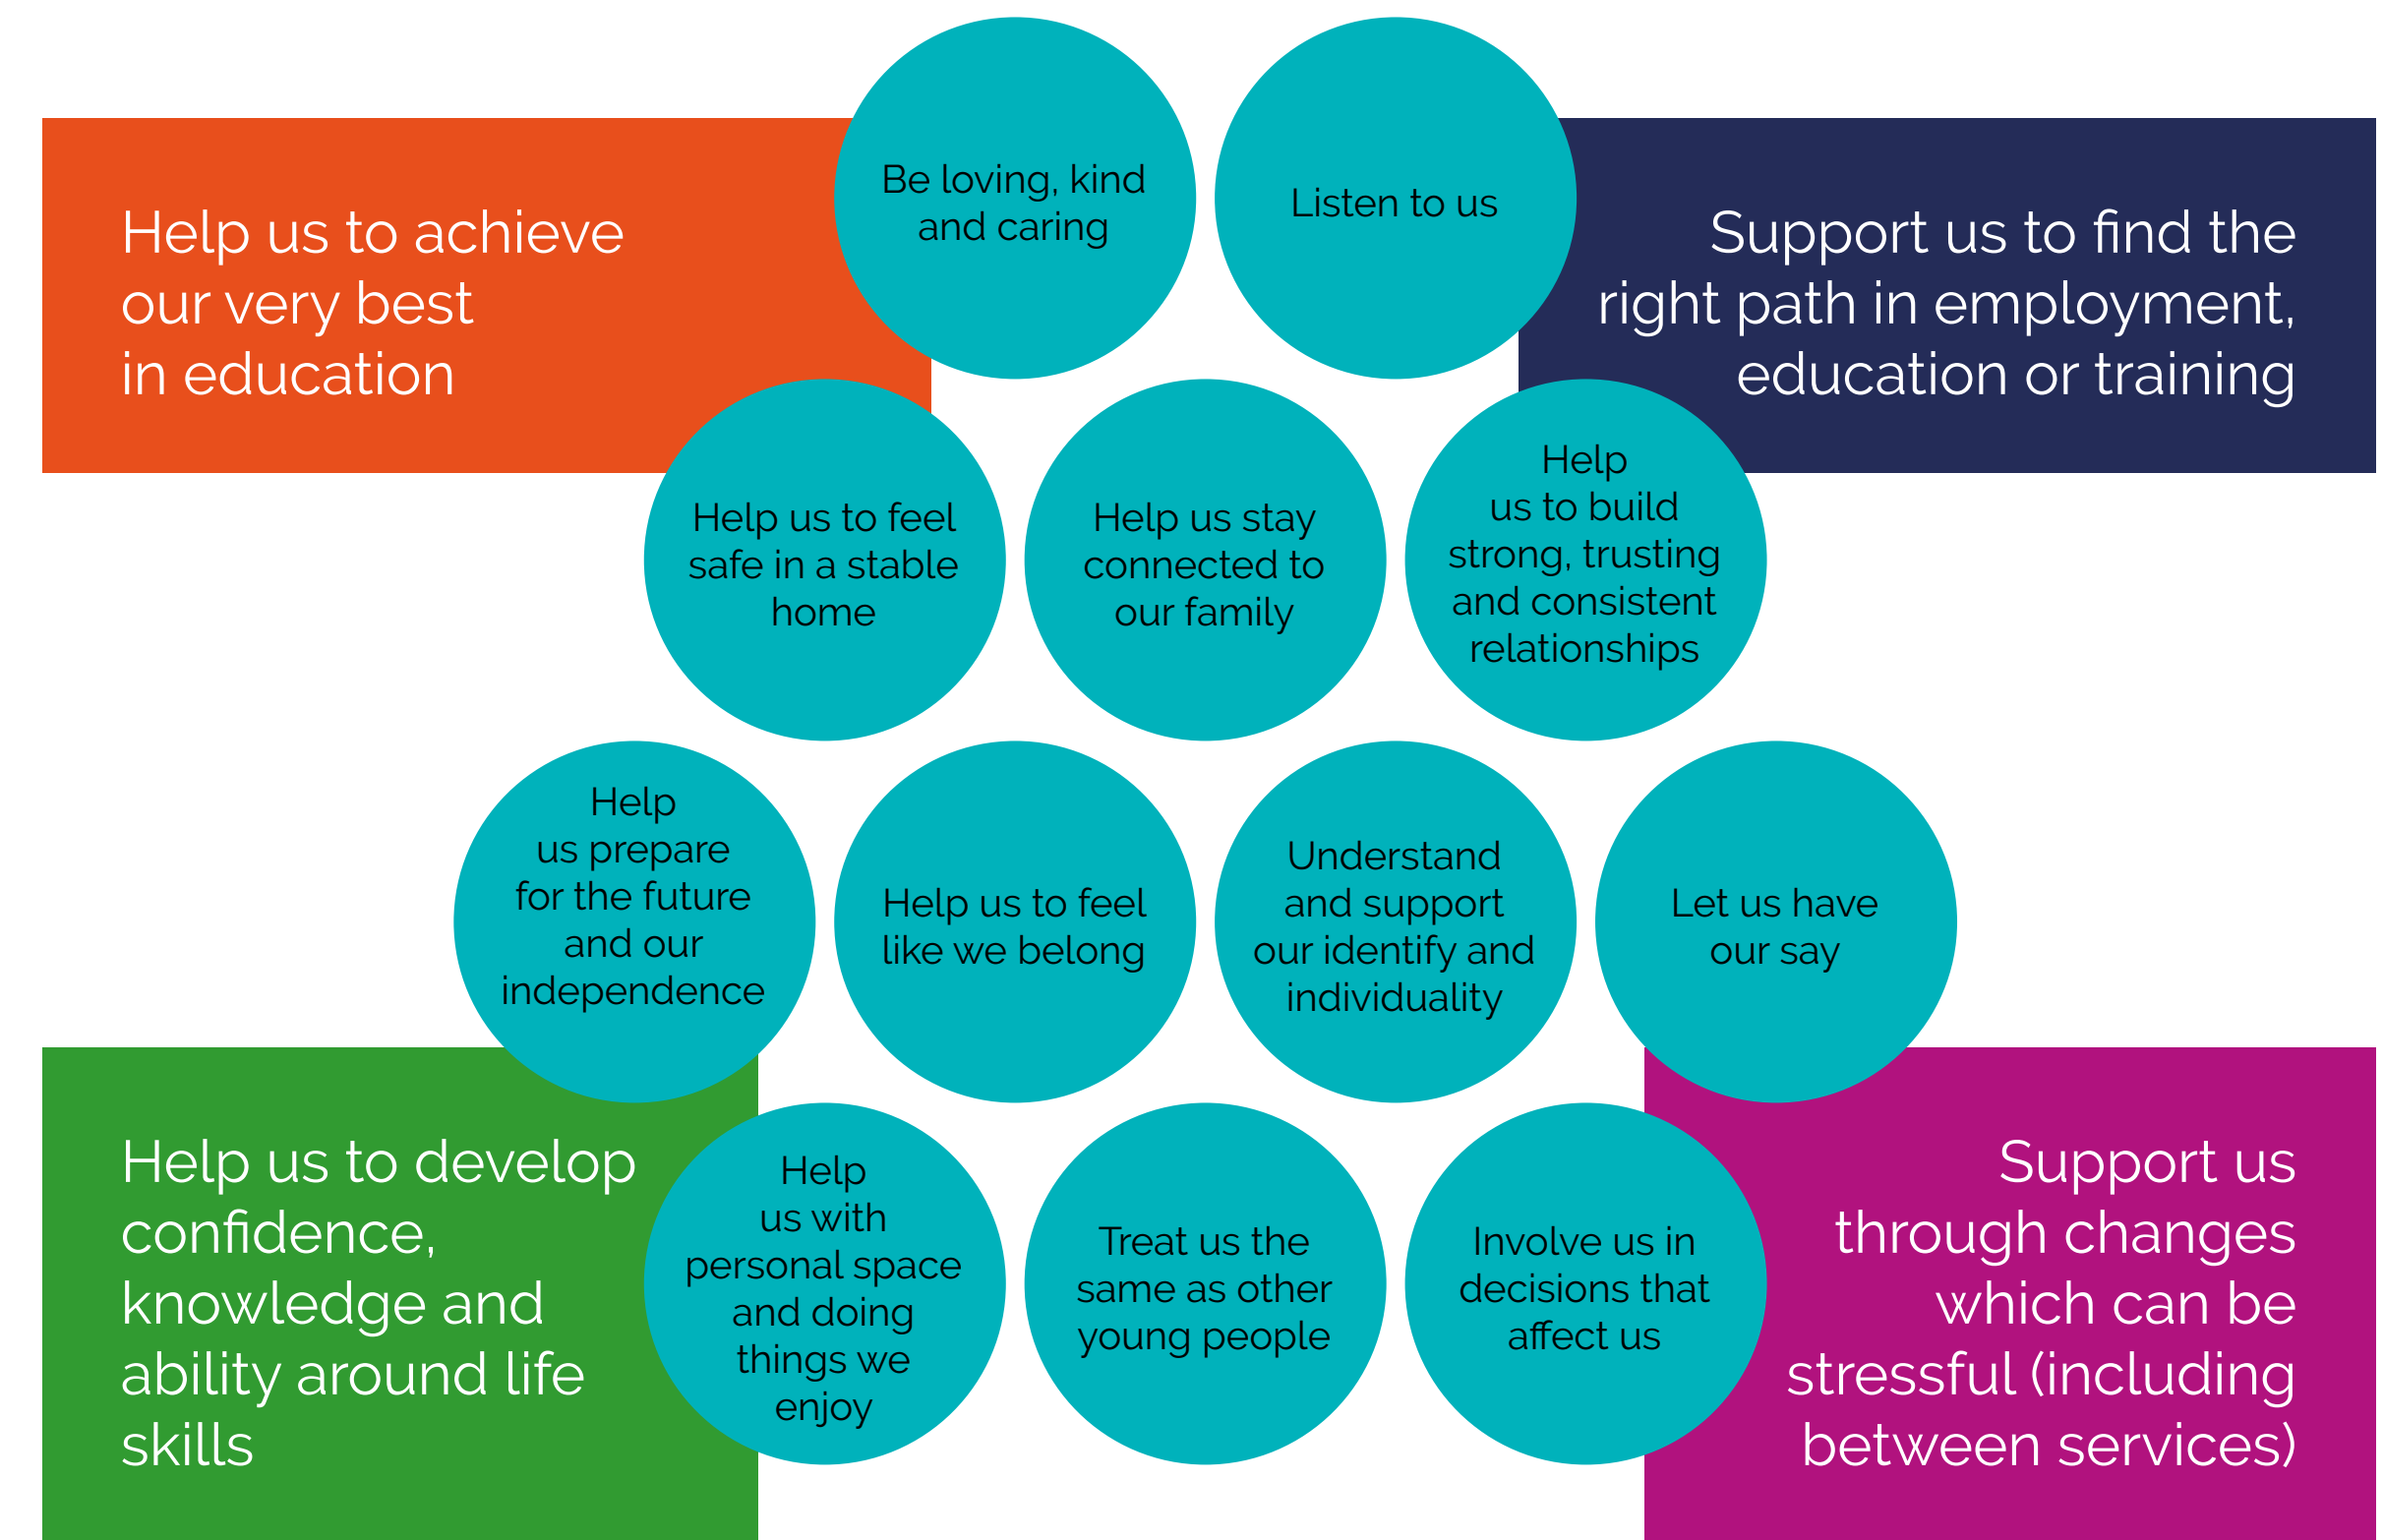 Be loving, kind
and caring
Listen to us
Help us to achieve
our very best
in education
Support us to find the
right path in employment,
education or training
Help us to feel
safe in a stable
home
Help us stay
connected to
our family
Help
us to build
strong, trusting
and consistent
relationships
Help
us prepare
for the future
and our
independence
Help us to feel
like we belong
Understand
and support
our identify and
individuality
Let us have
our say
Help us to develop
confidence,
knowledge and
ability around life
skills
Help
us with
personal space
and doing
things we
enjoy
Treat us the
same as other
young people
Involve us in
decisions that
affect us
Support us
through changes
which can be
stressful (including
between services)